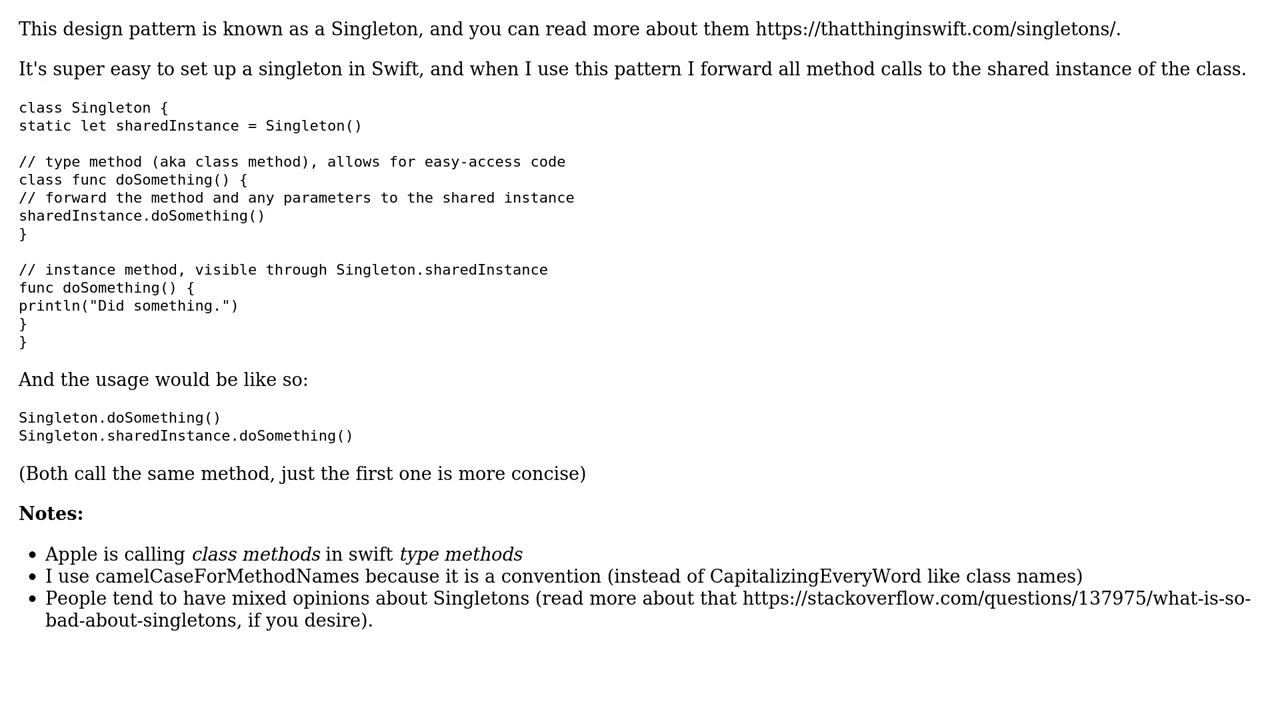 This design pattern is known as a Singleton, and you can read more about them https://thatthinginswift.com/singletons/.
It's super easy to set up a singleton in Swift, and when I use this pattern I forward all method calls to the shared instance of the class.
class Singleton {
static let sharedInstance = Singleton()
// type method (aka class method), allows for easy-access code
class func doSomething() {
// forward the method and any parameters to the shared instance
sharedInstance.doSomething()
}
// instance method, visible through Singleton.sharedInstance
func doSomething() {
println("Did something.")
}
}
And the usage would be like so:
Singleton.doSomething()
Singleton.sharedInstance.doSomething()
(Both call the same method, just the first one is more concise)
Notes:
• Apple is calling class methods in swift type methods
• I use camelCaseForMethodNames because it is a convention (instead of CapitalizingEveryWord like class names)
• People tend to have mixed opinions about Singletons (read more about that https://stackoverflow.com/questions/137975/what-is-so-
bad-about-singletons, if you desire).